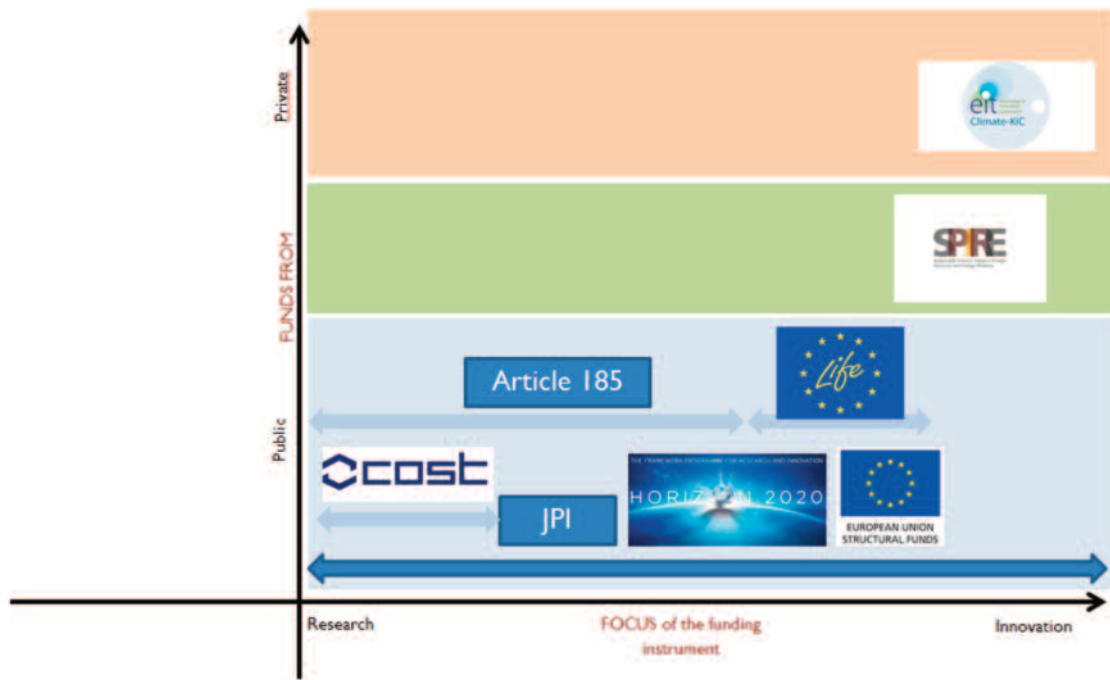 Private
eit
Climate-KIC
FUNDS FROM
SPIRE
Public
Article 185
Life
cost
THE FRAMEWORK PROGRAMME FOR RESEARCH AND INNOVATION
HORIZON 2020
JPI
EUROPEAN UNION
STRUCTURAL FUNDS
Research
FOCUS of the funding
instrument
Innovation